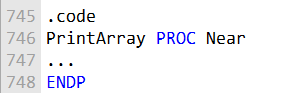 745 .code
746 PrintArray PROC Near
747 ...
748 ENDP